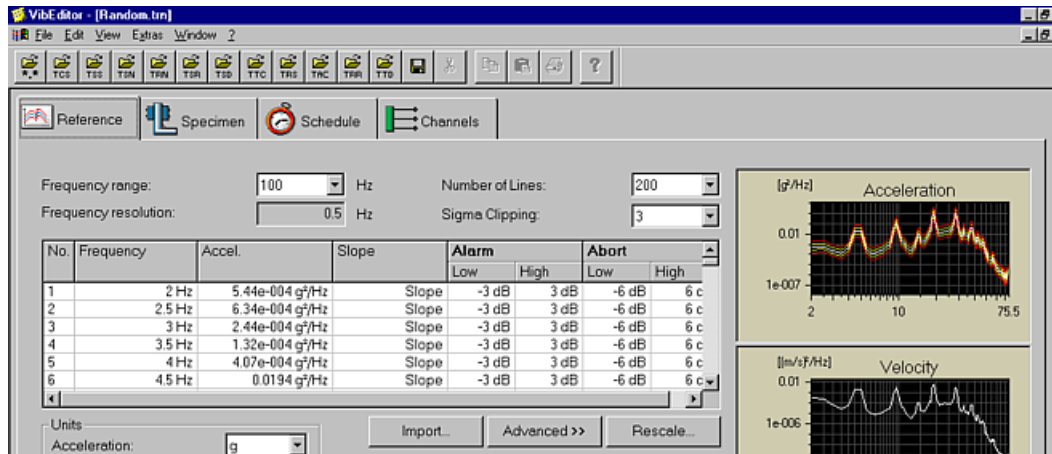 VibEditor - [Random.trn]
File Edit View Extras Window ?
*.* TCS TSS TSN TRN TSR TSD TTC TRS TAC TRR TTD
Reference Specimen Schedule Channels
Frequency range: 100 Hz Number of Lines: 200
Frequency resolution: 0.5 Hz Sigma Clipping: 3
No. Frequency Accel. Slope Alarm Abort
Low High Low High
1 2 Hz 5.44e-004 g²/Hz Slope -3 dB 3 dB -6 dB 6 c
2 2.5 Hz 6.34e-004 g²/Hz Slope -3 dB 3 dB -6 dB 6 c
3 3 Hz 2.44e-004 g²/Hz Slope -3 dB 3 dB -6 dB 6 c
4 3.5 Hz 1.32e-004 g²/Hz Slope -3 dB 3 dB -6 dB 6 c
5 4 Hz 4.07e-004 g²/Hz Slope -3 dB 3 dB -6 dB 6 c
6 4.5 Hz 0.0194 g²/Hz Slope -3 dB 3 dB -6 dB 6 c
Units
Acceleration: g
Import... Advanced >> Rescale...
[g²/Hz] Acceleration
0.01
1e-007
2 10 75.5
Velocity
0.01
1e-006